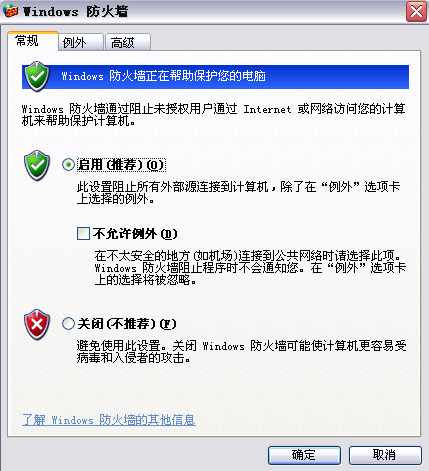 Windows 防火墙
常规 例外 高级
Windows 防火墙正在帮助保护您的电脑
Windows 防火墙通过阻止未授权用户通过 Internet 或网络访问您的计算
机来帮助保护计算机。
启用(推荐)(O)
此设置阻止所有外部源连接到计算机，除了在“例外”选项卡
上选择的例外。
不允许例外(D)
在不太安全的地方(如机场)连接到公共网络时请选择此项。
Windows 防火墙阻止程序时不会通知您。在“例外”选项卡
上的选择将被忽略。
关闭(不推荐)(F)
避免使用此设置。关闭 Windows 防火墙可能使计算机更容易受
病毒和入侵者的攻击。
了解 Windows 防火墙的其他信息
确定 取消